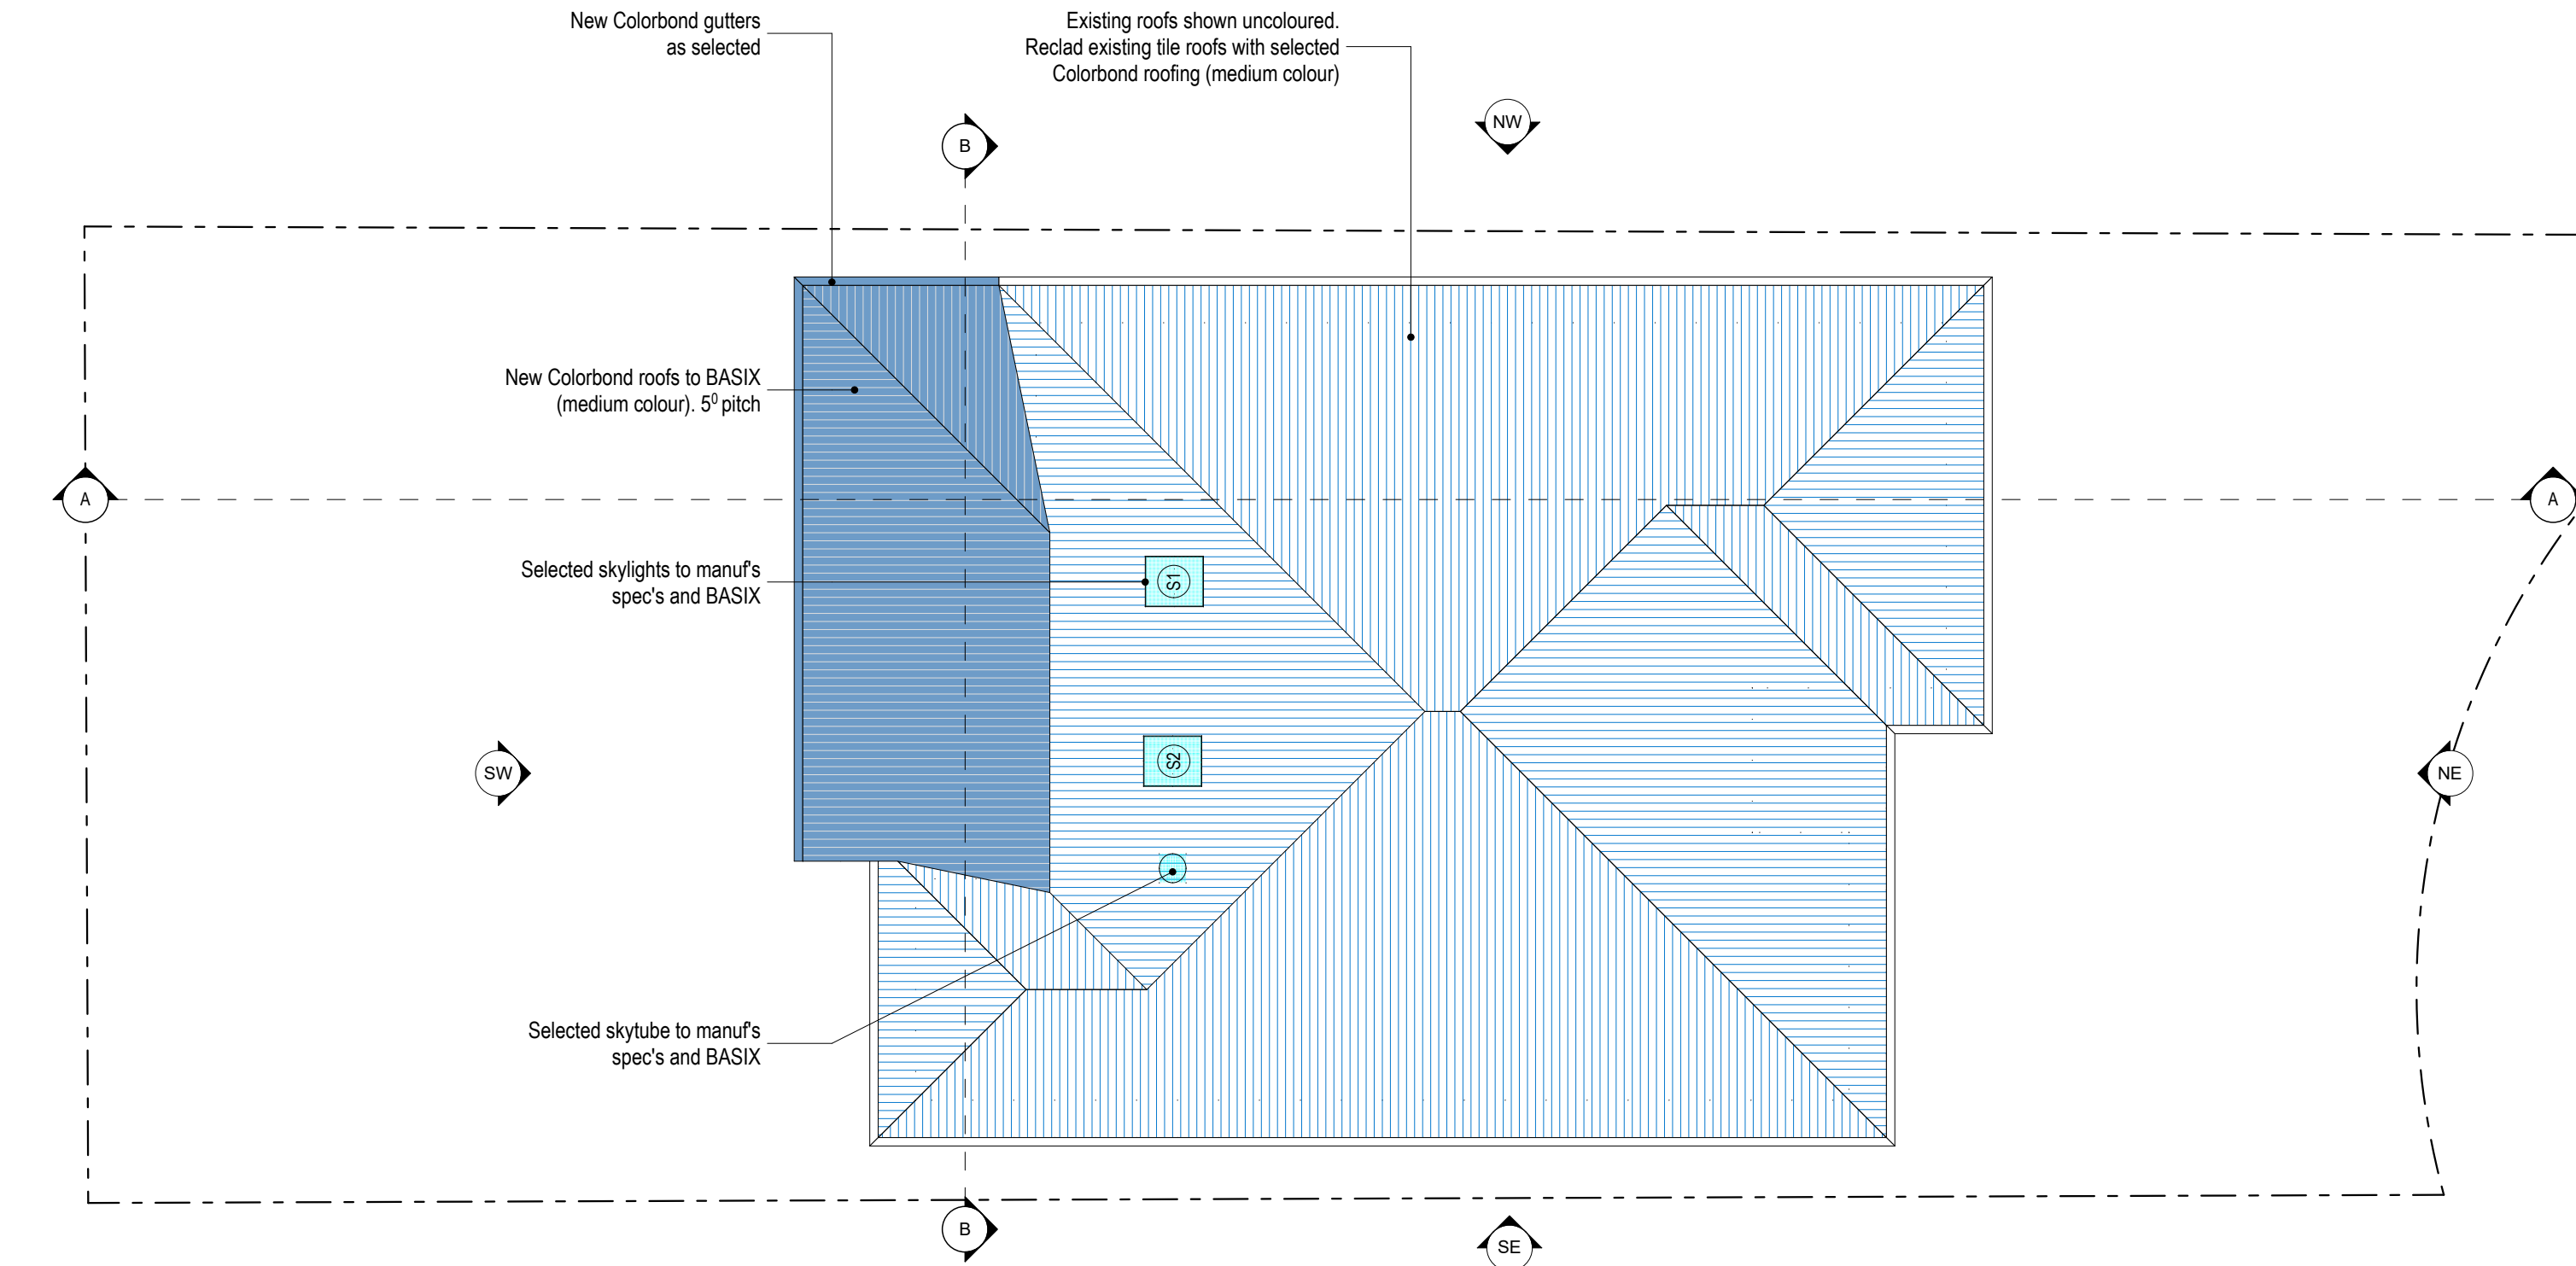 New Colorbond gutters
as selected
Existing roofs shown uncoloured.
Reclad existing tile roofs with selected
Colorbond roofing (medium colour)
NW
B
New Colorbond roofs to BASIX
(medium colour). 5⁰ pitch
A
A
Selected skylights to manuf's
spec's and BASIX
S1
S2
SW
NE
Selected skytube to manuf's
spec's and BASIX
B
SE